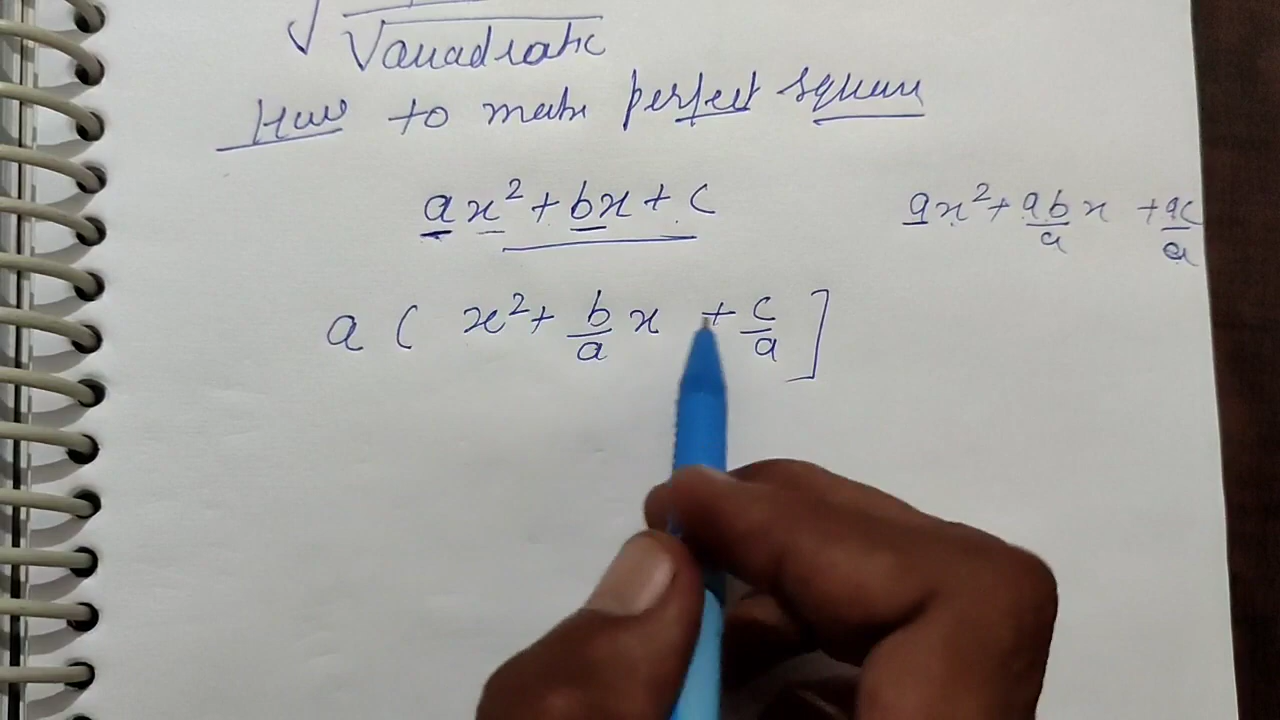 √ √Quadratic
How to make perfect square
ax² + bx + c
ax² + ab/a x + ac/a
a ( x² + b/a x + c/a ]